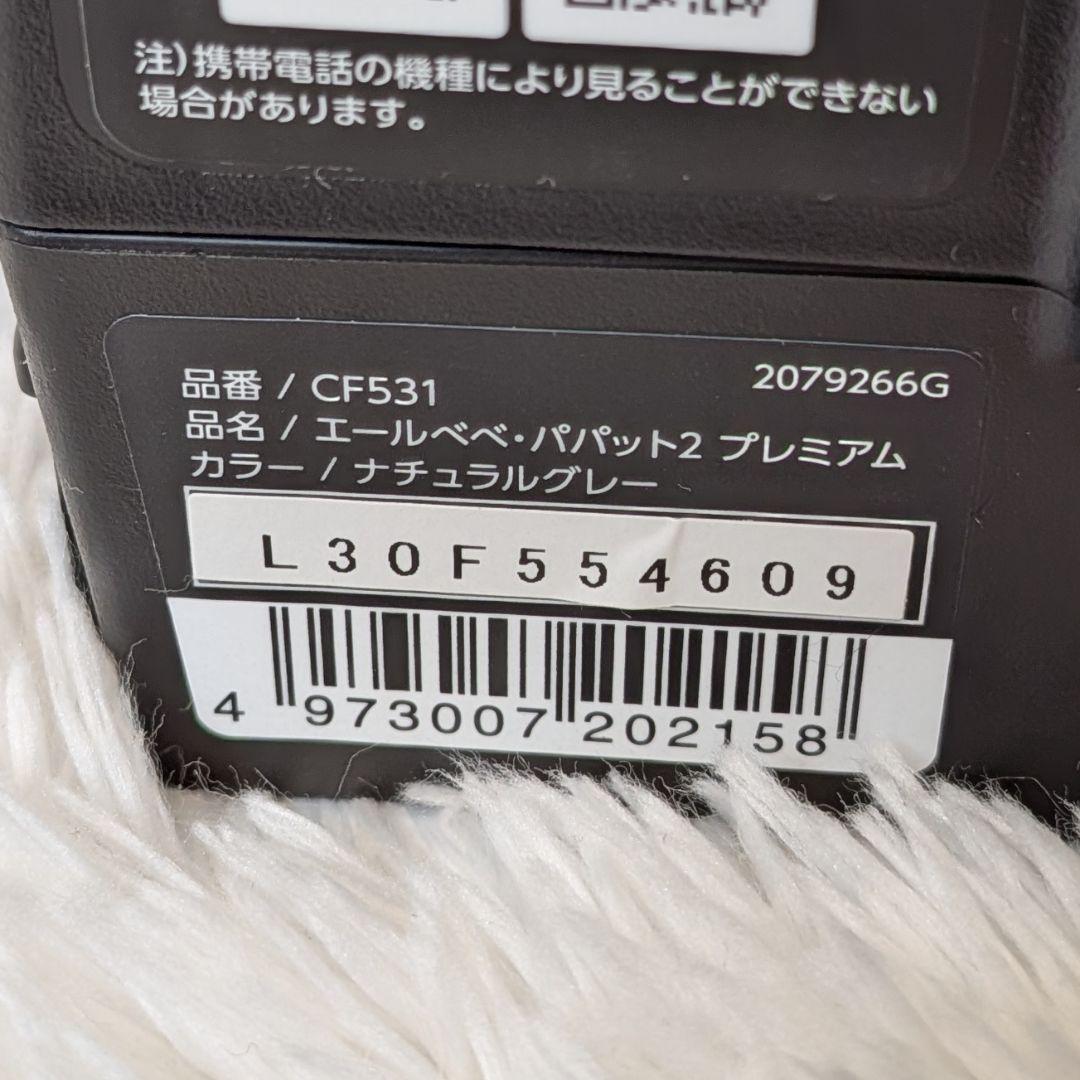 注)携帯電話の機種により見ることができない
場合があります。
品番 / CF531
2079266G
品名 / エールベベ・パパット2 プレミアム
カラー / ナチュラルグレー
L30F554609
4 973007 202158